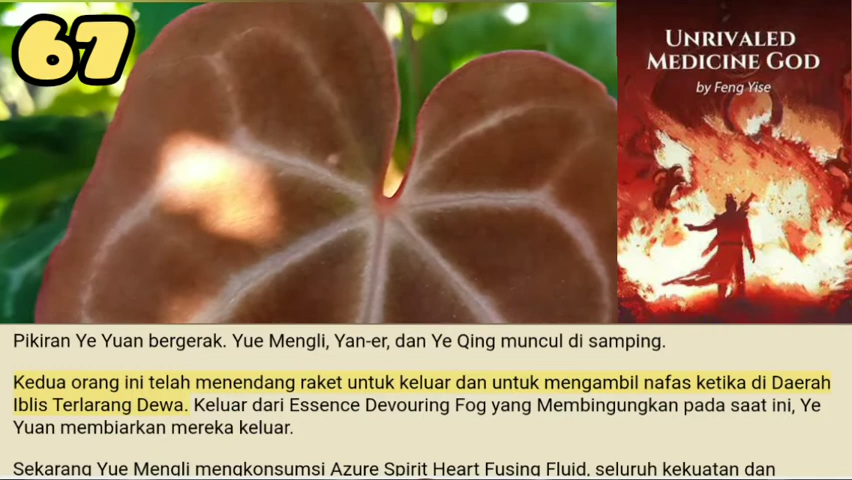 67
UNRIVALED
MEDICINE GOD
by Feng Yise
Pikiran Ye Yuan bergerak. Yue Mengli, Yan-er, dan Ye Qing muncul di samping.
Kedua orang ini telah menendang raket untuk keluar dan untuk mengambil nafas ketika di Daerah
Iblis Terlarang Dewa. Keluar dari Essence Devouring Fog yang Membingungkan pada saat ini, Ye
Yuan membiarkan mereka keluar.
Sekarang Yue Mengli mengkonsumsi Azure Spirit Heart Fusing Fluid, seluruh kekuatan dan